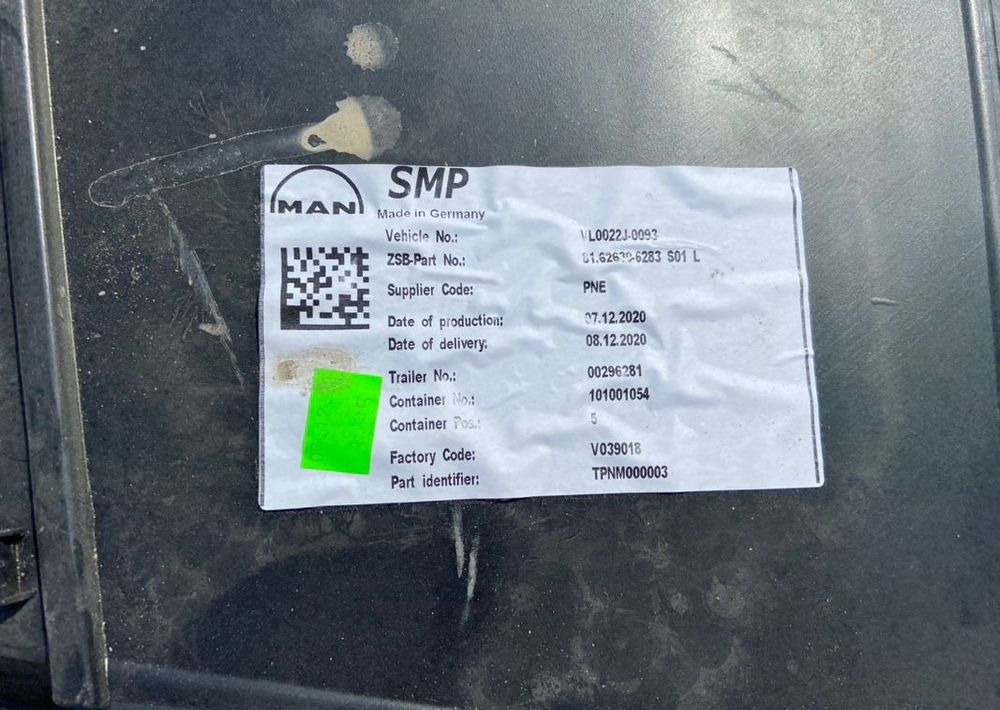 MAN
SMP
Made in Germany
Vehicle No.: VL0022J-0093
ZSB-Part No.: 81.62630-6283 S01 L
Supplier Code: PNE
Date of production: 07.12.2020
Date of delivery: 08.12.2020
Trailer No.: 00296281
Container No.: 101001054
Container Pos.: 5
Factory Code: V039018
Part identifier: TPNM000003